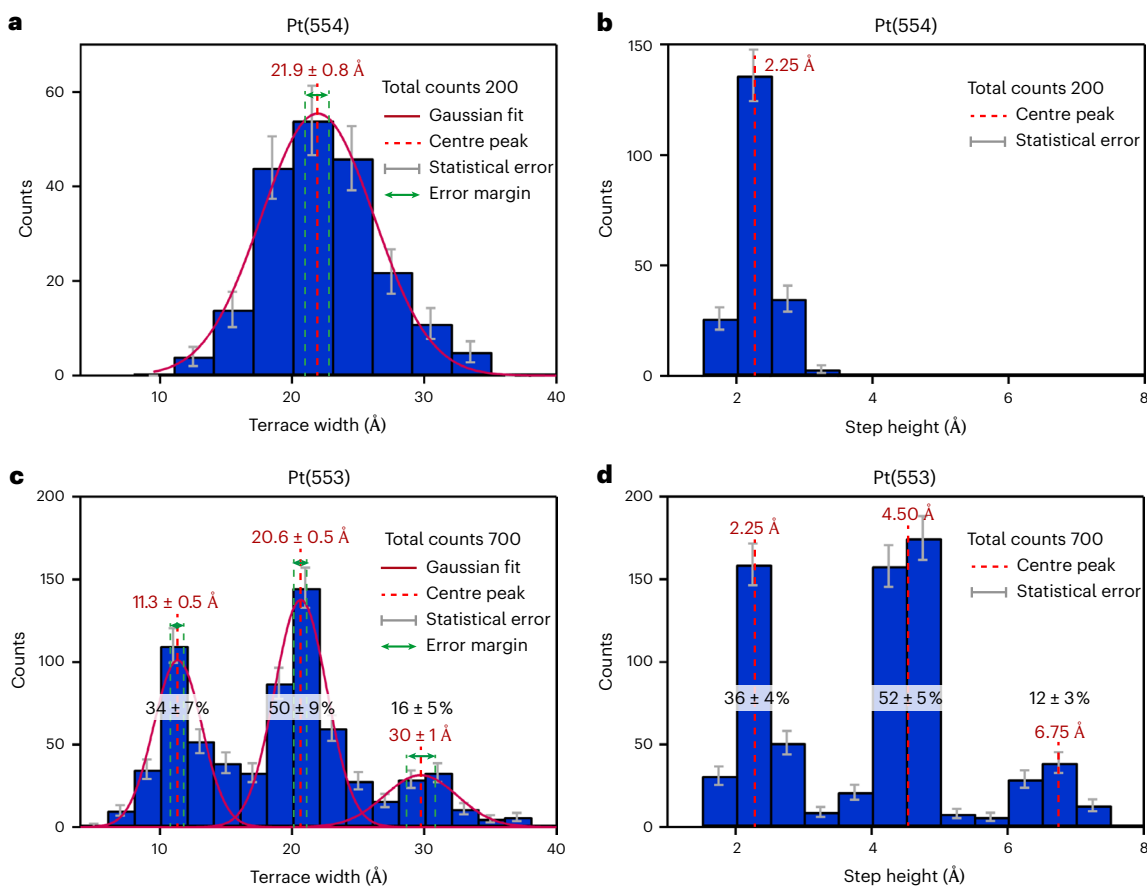 a
Pt(554)
21.9 ± 0.8 Å
Total counts 200
Gaussian fit
Centre peak
Statistical error
Error margin
Counts
60
40
20
0
10
20
30
40
Terrace width (Å)
b
Pt(554)
2.25 Å
Total counts 200
Centre peak
Statistical error
Counts
150
100
50
0
2
4
6
8
Step height (Å)
c
Pt(553)
20.6 ± 0.5 Å
11.3 ± 0.5 Å
Total counts 700
Gaussian fit
Centre peak
Statistical error
Error margin
34 ± 7%
50 ± 9%
16 ± 5%
30 ± 1 Å
Counts
200
150
100
50
0
10
20
30
40
Terrace width (Å)
d
Pt(553)
2.25 Å
4.50 Å
Total counts 700
Centre peak
Statistical error
36 ± 4%
52 ± 5%
12 ± 3%
6.75 Å
Counts
200
150
100
50
0
2
4
6
8
Step height (Å)